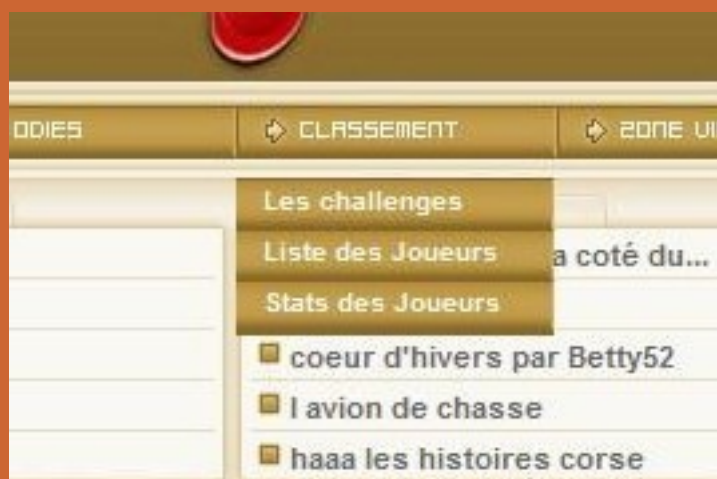 ODIES
CLASSEMENT
ZONE
Les challenges
Liste des Joueurs
a coté du...
Stats des Joueurs
coeur d'hivers par Betty52
l avion de chasse
haaa les histoires corse